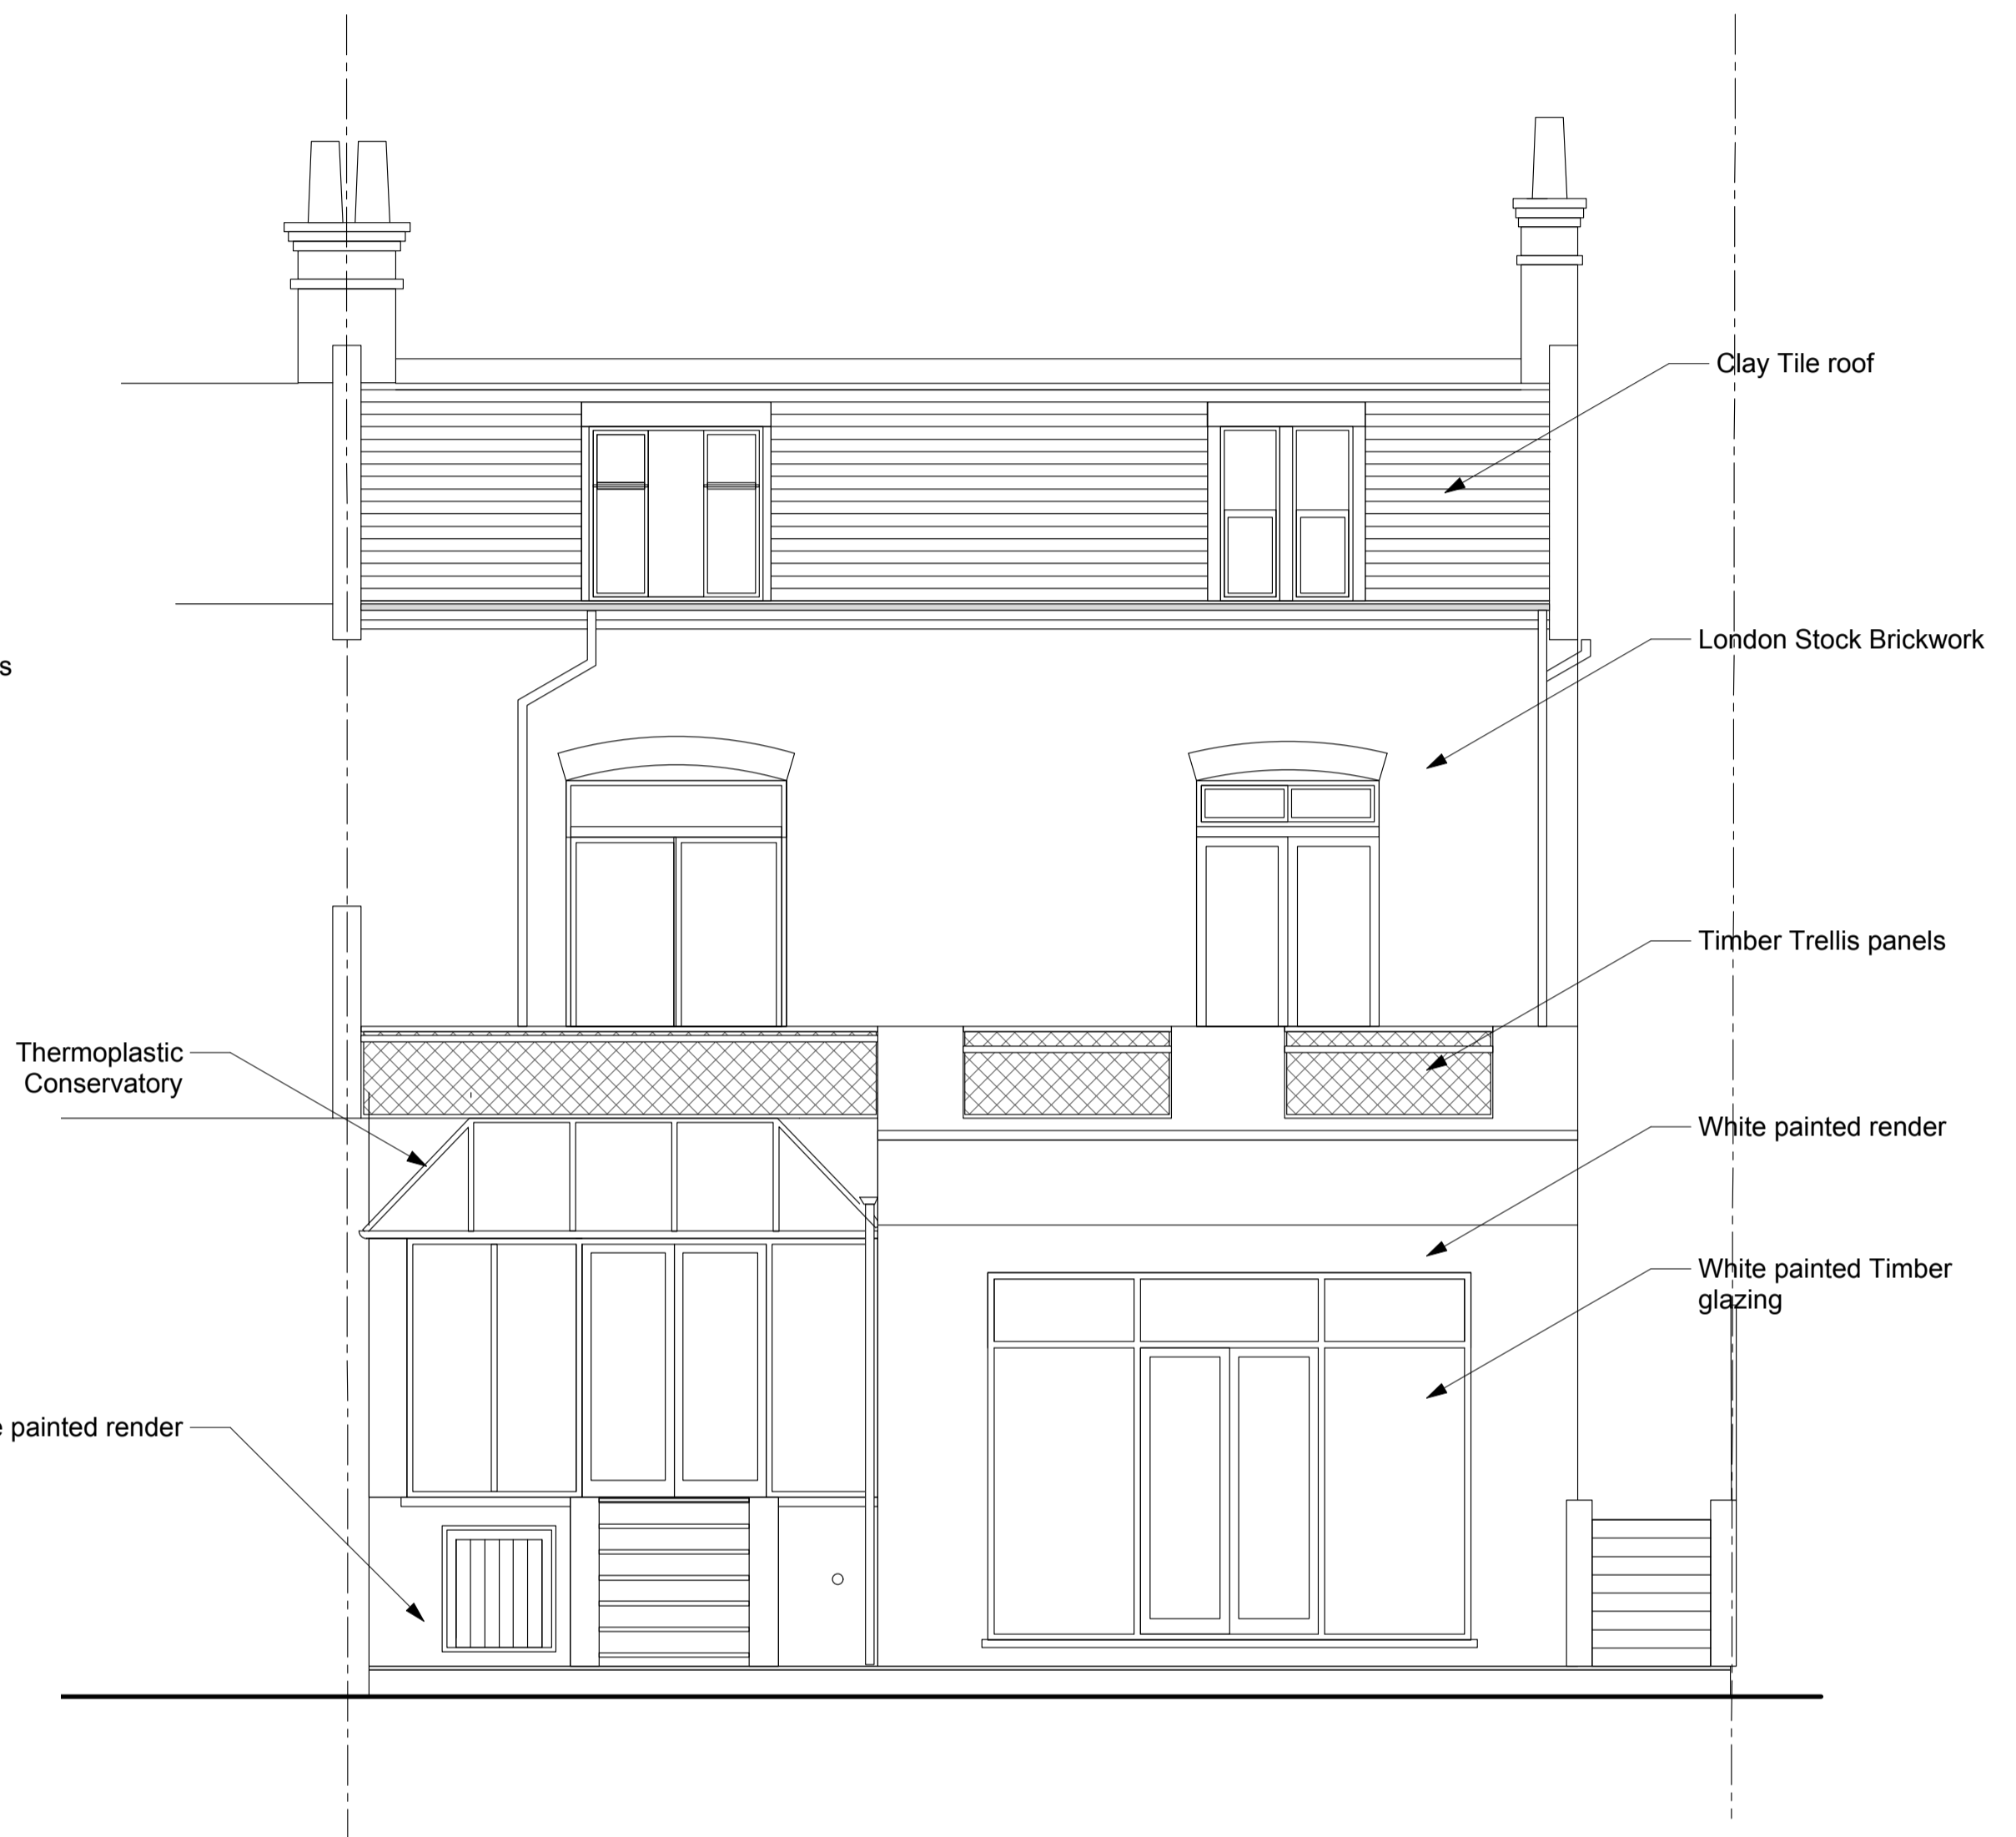 Clay Tile roof
London Stock Brickwork
s
Timber Trellis panels
Thermoplastic
Conservatory
White painted render
White painted Timber
glazing
e painted render